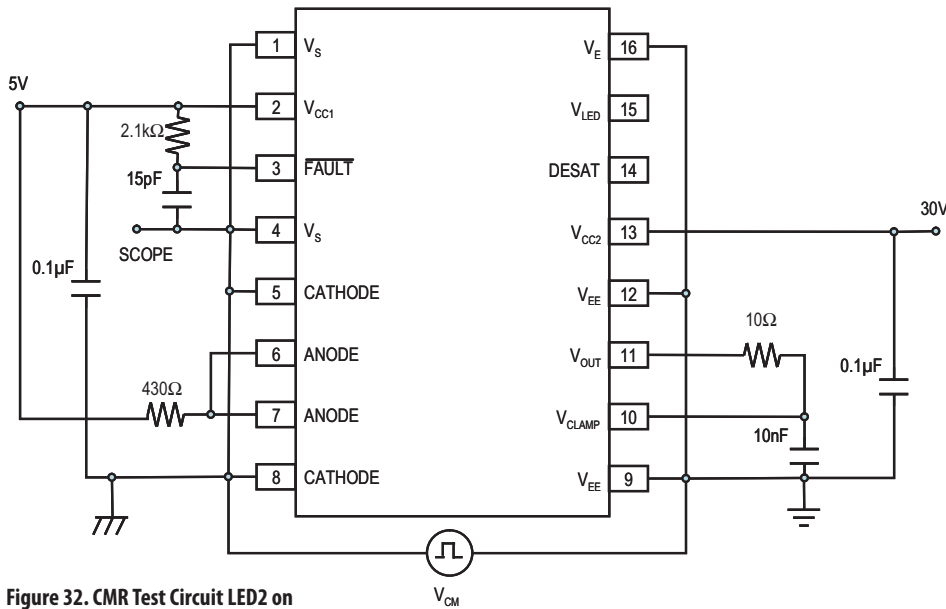 1 V_S
V_E 16
5V
2 V_CC1
V_LED 15
2.1kΩ
3 FAULT
DESAT 14
15pF
30V
4 V_S
V_CC2 13
SCOPE
0.1µF
5 CATHODE
V_EE 12
10Ω
6 ANODE
V_OUT 11
0.1µF
430Ω
7 ANODE
V_CLAMP 10
10nF
8 CATHODE
V_EE 9
V_CM
Figure 32. CMR Test Circuit LED2 on